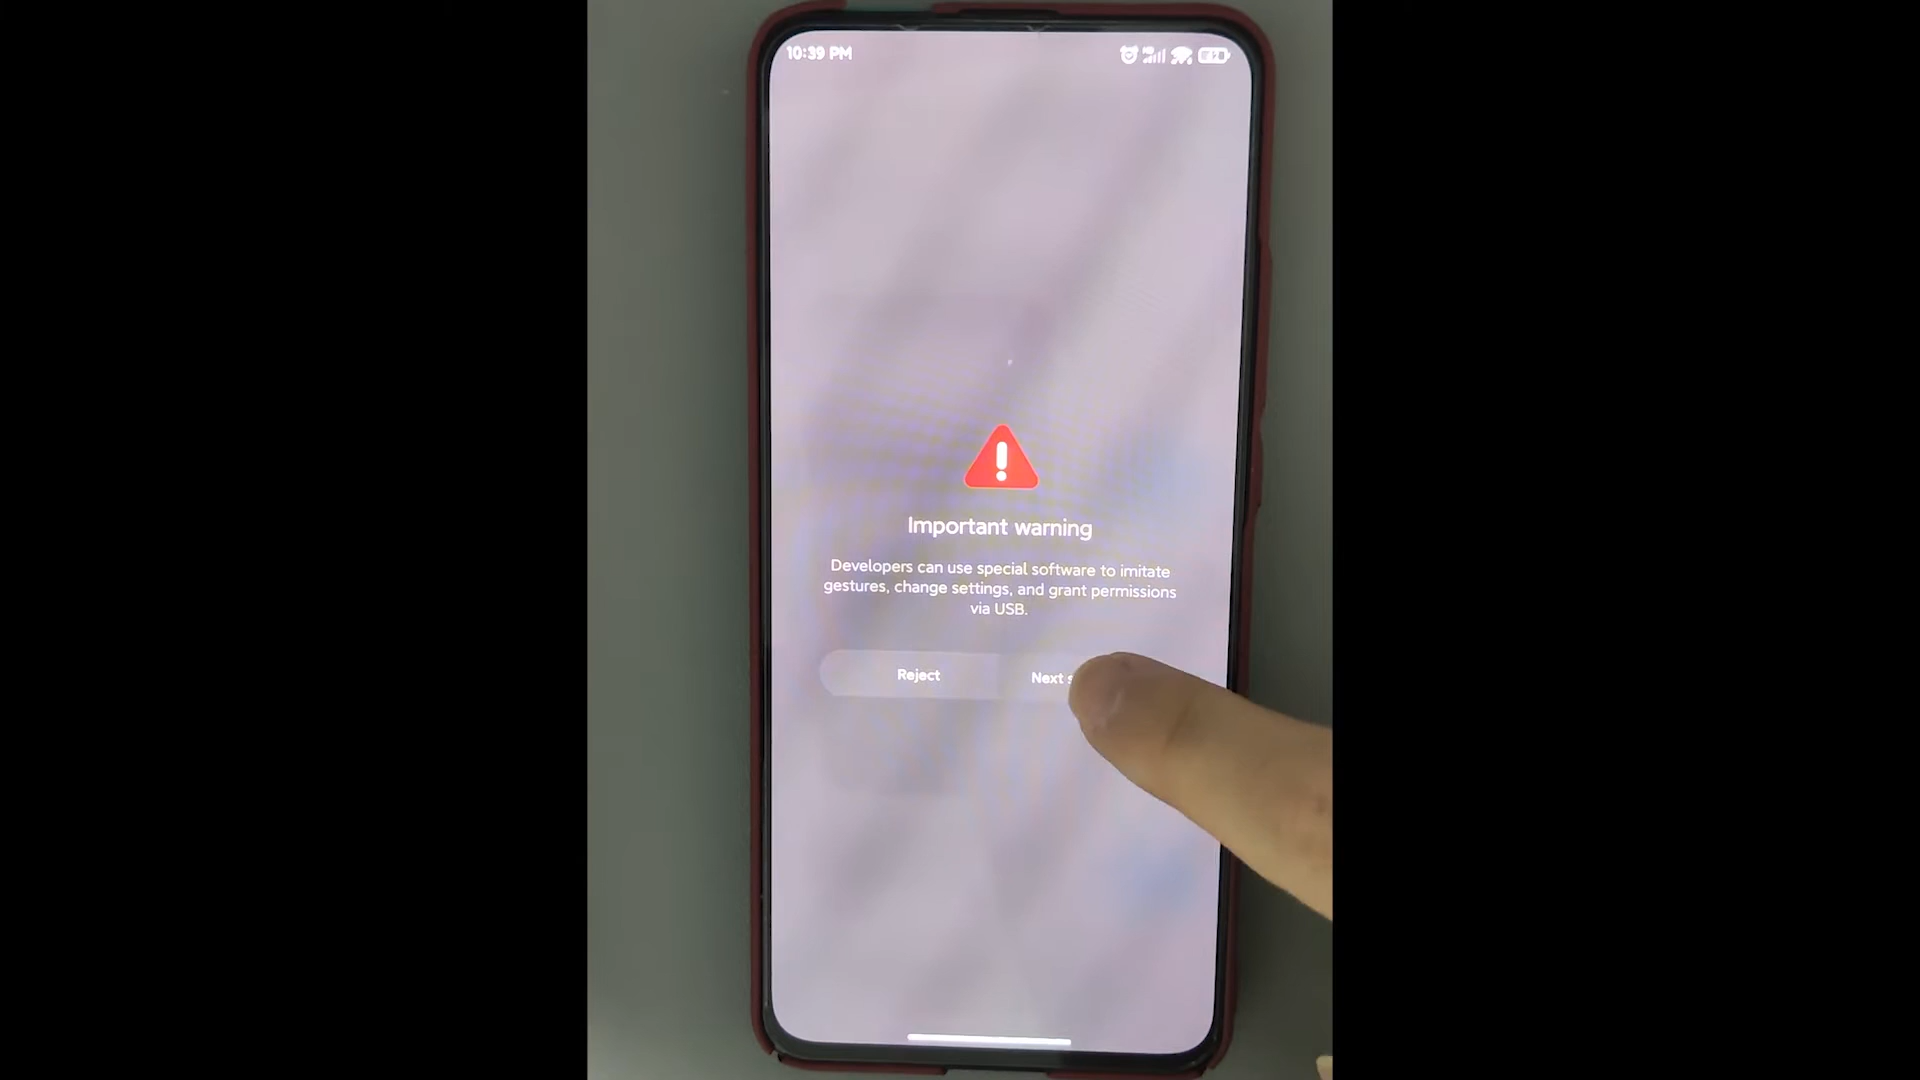 10:39 PM
Important warning
Developers can use special software to imitate
gestures, change settings, and grant permissions
via USB.
Reject
Next